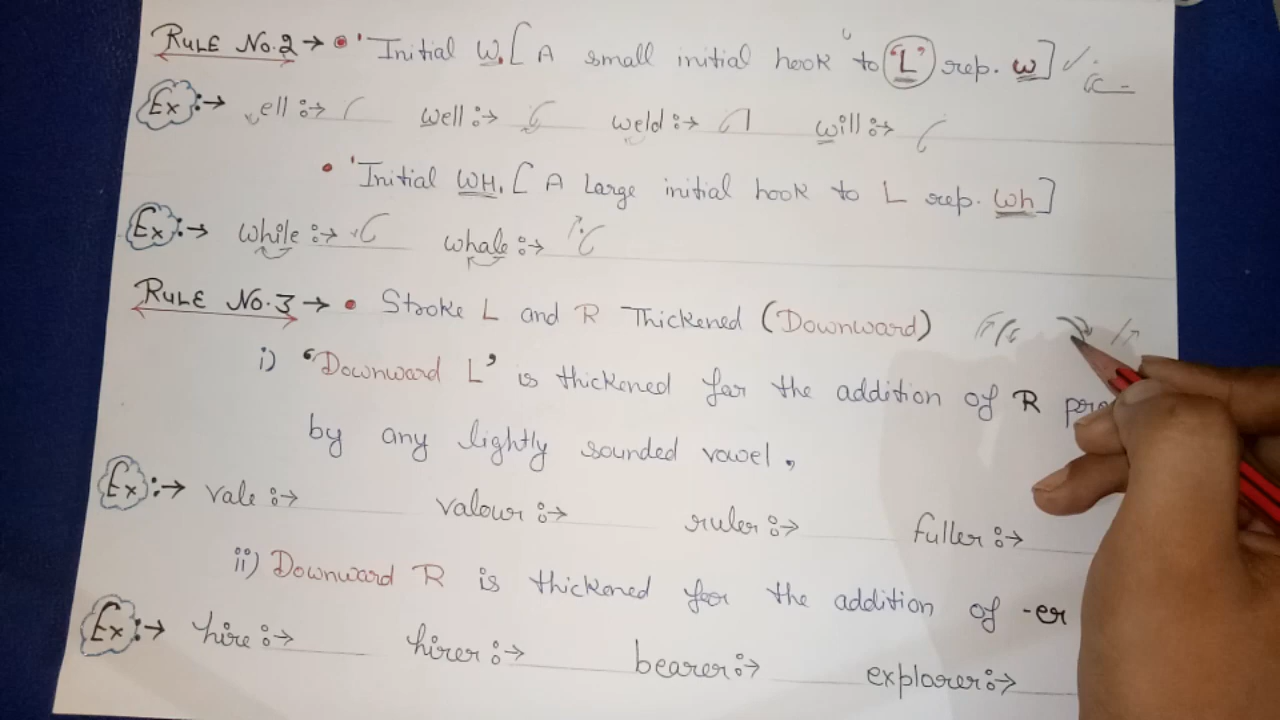 RULE No.2 → • 'Initial W. [A small initial hook to 'L' rep. w] ✓
Ex :→ ell :→ well :→ weld :→ will :→
• 'Initial WH. [A Large initial hook to L rep. wh]
Ex :→ while :→ whale :→
RULE No.3 → • Stroke L and R Thickened (Downward)
i) 'Downward L' is thickened for the addition of R
by any lightly sounded vowel.
Ex :→ vale :→ valour :→ ruler :→ fuller :→
ii) Downward R is thickened for the addition of -er
Ex :→ hire :→ hirer :→ bearer :→ explorer :→